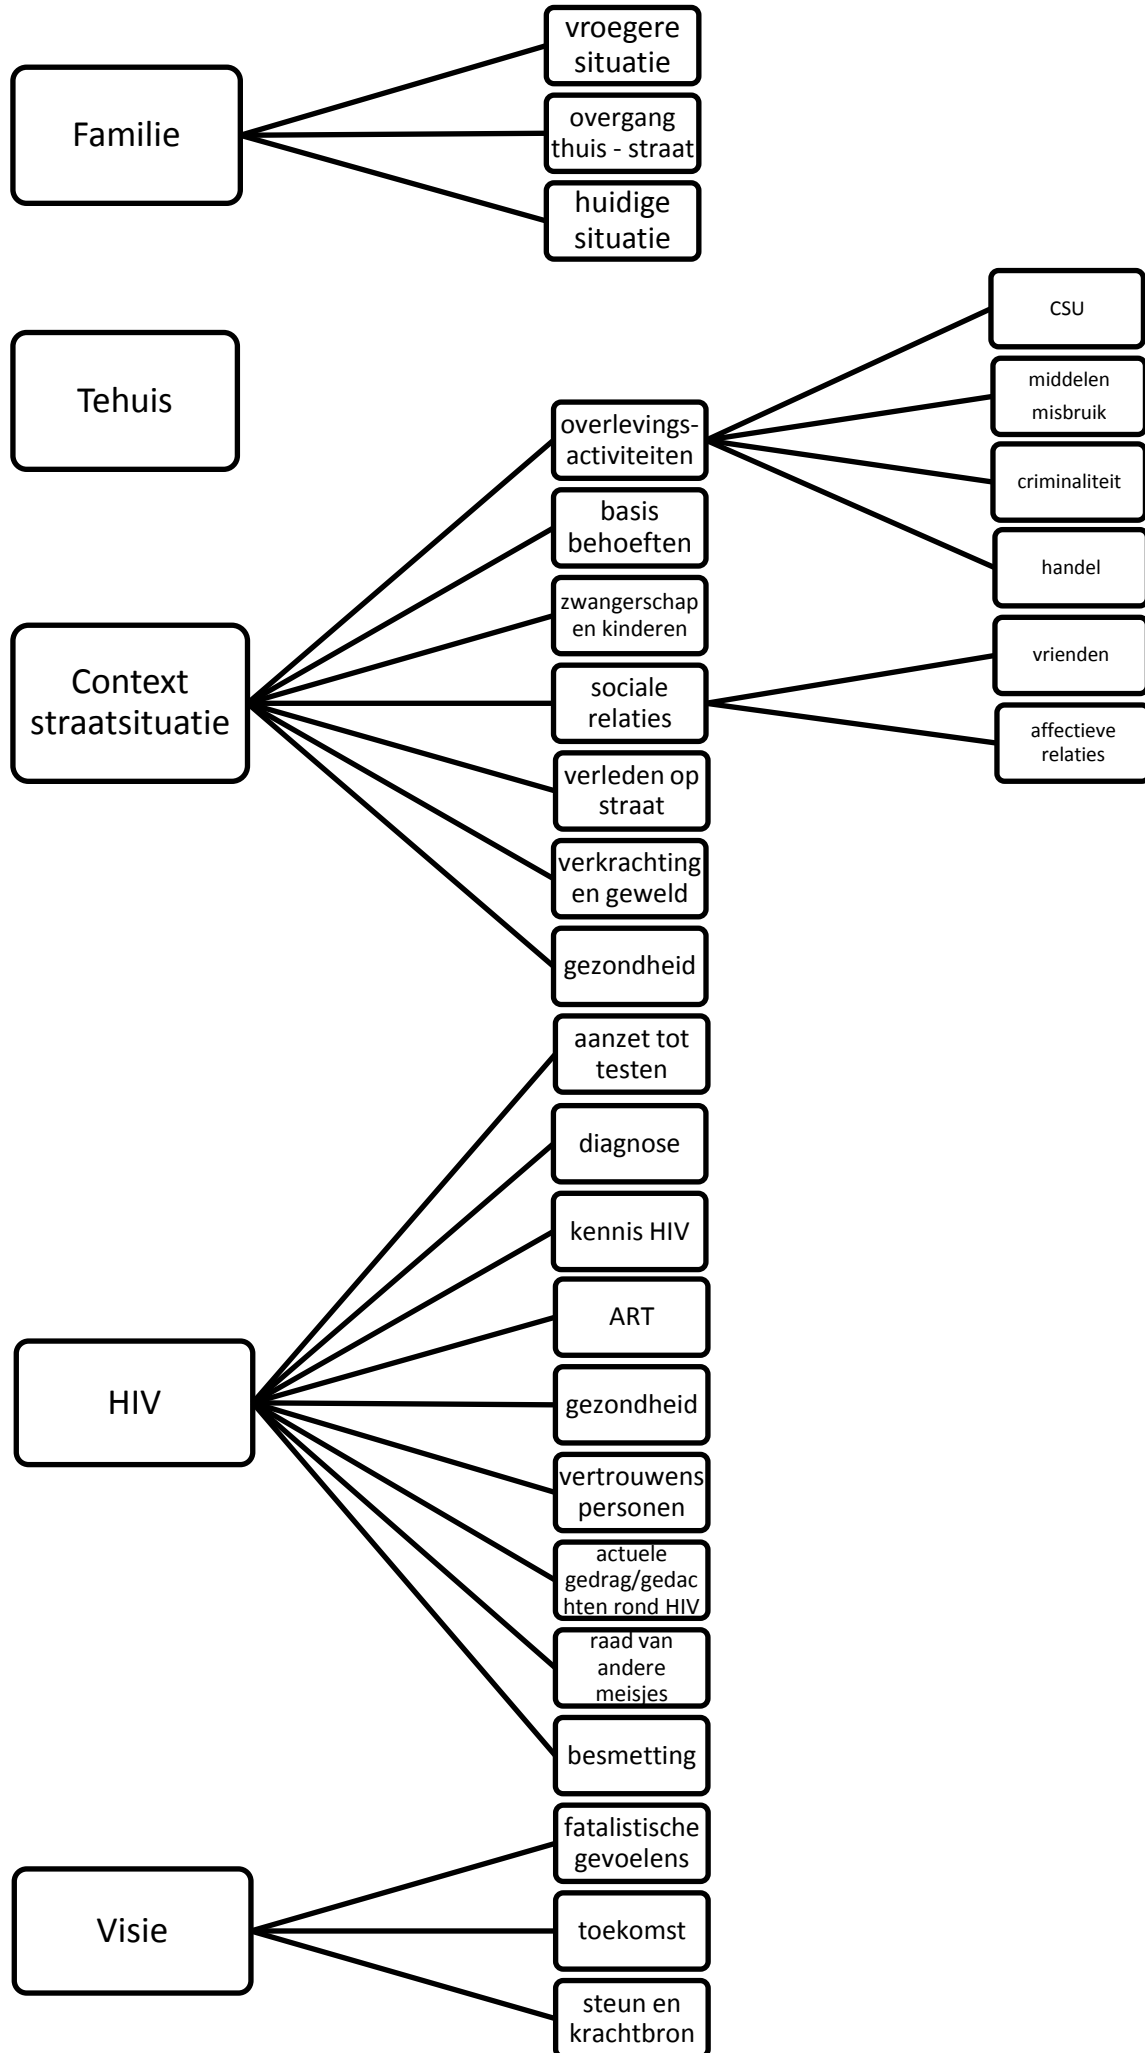 Familie
vroegere
situatie
overgang
thuis - straat
huidige
situatie
Tehuis
Context
straatsituatie
overlevings-
activiteiten
CSU
middelen
misbruik
criminaliteit
handel
basis
behoeften
zwangerschap
en kinderen
sociale
relaties
vrienden
affectieve
relaties
verleden op
straat
verkrachting
en geweld
gezondheid
HIV
aanzet tot
testen
diagnose
kennis HIV
ART
gezondheid
vertrouwens
personen
actuele
gedrag/gedac
hten rond HIV
raad van
andere
meisjes
besmetting
Visie
fatalistische
gevoelens
toekomst
steun en
krachtbron